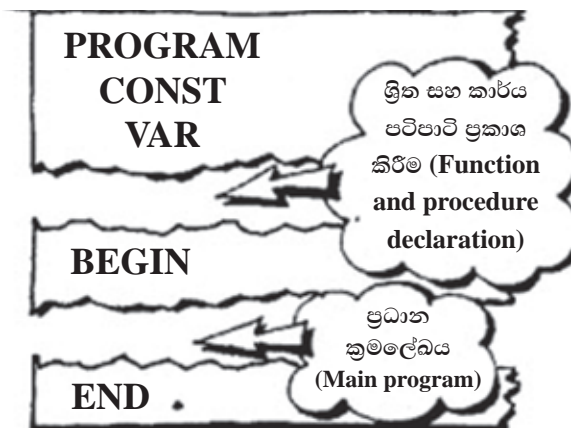 PROGRAM
CONST
VAR
ශ්‍රිත සහ කාර්ය
පටිපාටි ප්‍රකාශ
කිරීම (Function
and procedure
declaration)
BEGIN
ප්‍රධාන
ක්‍රමලේඛය
(Main program)
END .